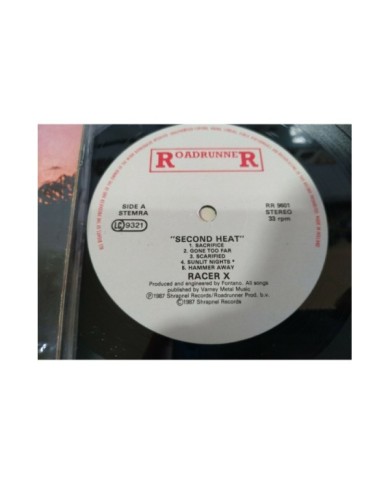 ROADRUNNER
SIDE A
STEMRA
LC 9321
RR 9601
STEREO
33 rpm
"SECOND HEAT"
1. SACRIFICE
2. GONE TOO FAR
3. SCARIFIED
4. SUNLIT NIGHTS *
5. HAMMER AWAY
RACER X
Produced and engineered by Fontano. All songs
published by Varney Metal Music
Ⓟ1987 Shrapnel Records/Roadrunner Prod. b.v.
©1987 Shrapnel Records